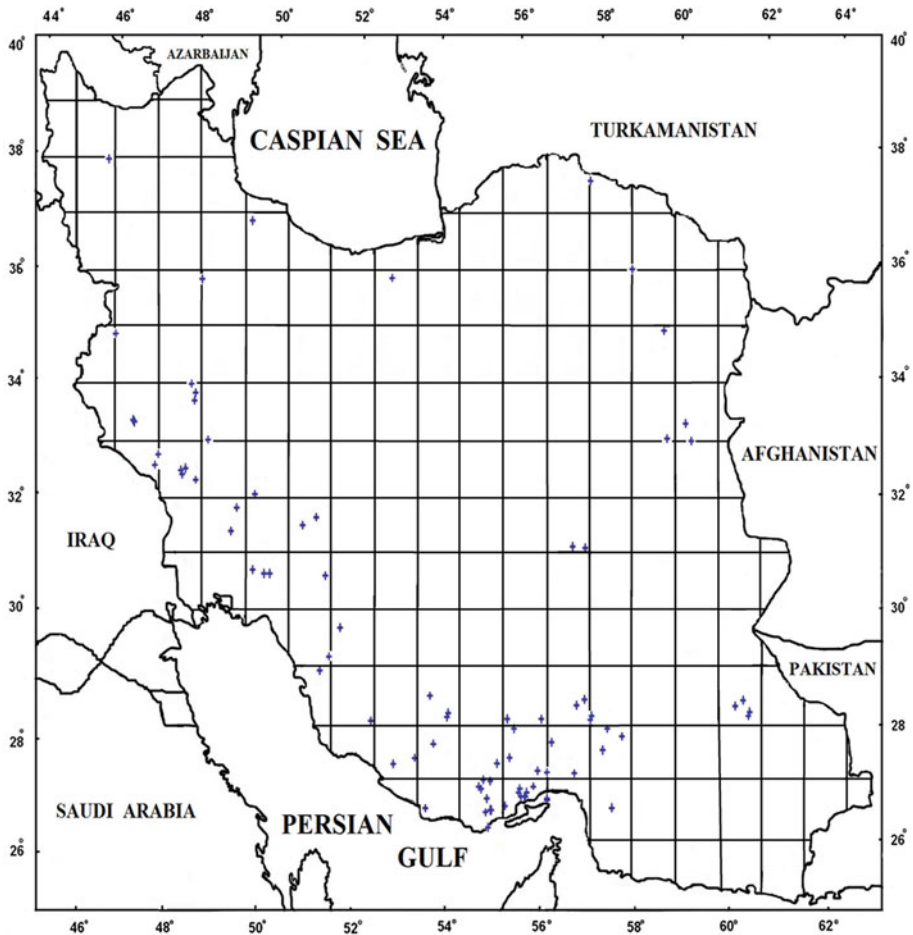 44° 46° 48° 50° 52° 54° 56° 58° 60° 62° 64°
40° 40°
AZARBAIJAN
CASPIAN SEA
TURKAMANISTAN
38° 38°
36° 36°
34° 34°
AFGHANISTAN
32° 32°
IRAQ
30° 30°
PAKISTAN
28° 28°
SAUDI ARABIA
PERSIAN
GULF
26° 26°
46° 48° 50° 52° 54° 56° 58° 60° 62°